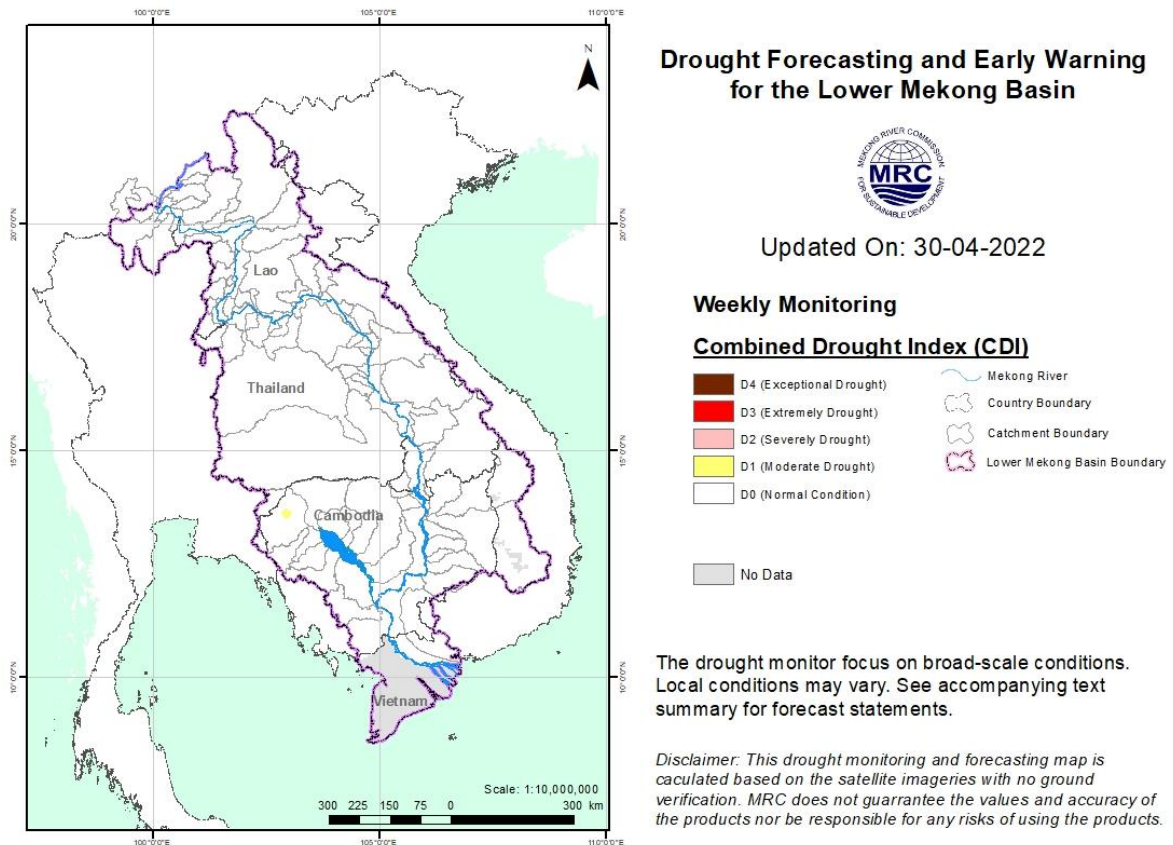 100°0'0"E
105°0'0"E
110°0'0"E
N
20°0'0"N
20°0'0"N
15°0'0"N
15°0'0"N
10°0'0"N
10°0'0"N
Lao
Thailand
Cambodia
Vietnam
Scale: 1:10,000,000
300 225 150 75 0 300 km
100°0'0"E
105°0'0"E
110°0'0"E
Drought Forecasting and Early Warning
for the Lower Mekong Basin
MEKONG RIVER COMMISSION
MRC
FOR SUSTAINABLE DEVELOPMENT
Updated On: 30-04-2022
Weekly Monitoring
Combined Drought Index (CDI)
D4 (Exceptional Drought)
D3 (Extremely Drought)
D2 (Severely Drought)
D1 (Moderate Drought)
D0 (Normal Condition)
No Data
Mekong River
Country Boundary
Catchment Boundary
Lower Mekong Basin Boundary
The drought monitor focus on broad-scale conditions.
Local conditions may vary. See accompanying text
summary for forecast statements.
Disclaimer: This drought monitoring and forecasting map is
caculated based on the satellite imageries with no ground
verification. MRC does not guarrantee the values and accuracy of
the products nor be responsible for any risks of using the products.